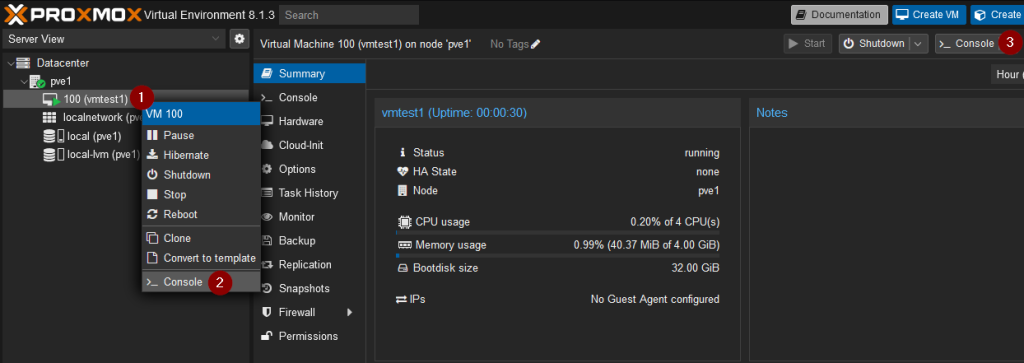 PROXMOX Virtual Environment 8.1.3 Search Documentation Create VM Create
Server View
Virtual Machine 100 (vmtest1) on node 'pve1' No Tags Start Shutdown Console 3
Datacenter
pve1
100 (vmtest1) 1
localnetwork (pve
local (pve1)
local-lvm (pve1)
VM 100
Pause
Hibernate
Shutdown
Stop
Reboot
Clone
Convert to template
Console 2
Summary
Console
Hardware
Cloud-Init
Options
Task History
Monitor
Backup
Replication
Snapshots
Firewall
Permissions
Hour (
vmtest1 (Uptime: 00:00:30)
Status running
HA State none
Node pve1
CPU usage 0.20% of 4 CPU(s)
Memory usage 0.99% (40.37 MiB of 4.00 GiB)
Bootdisk size 32.00 GiB
IPs No Guest Agent configured
Notes